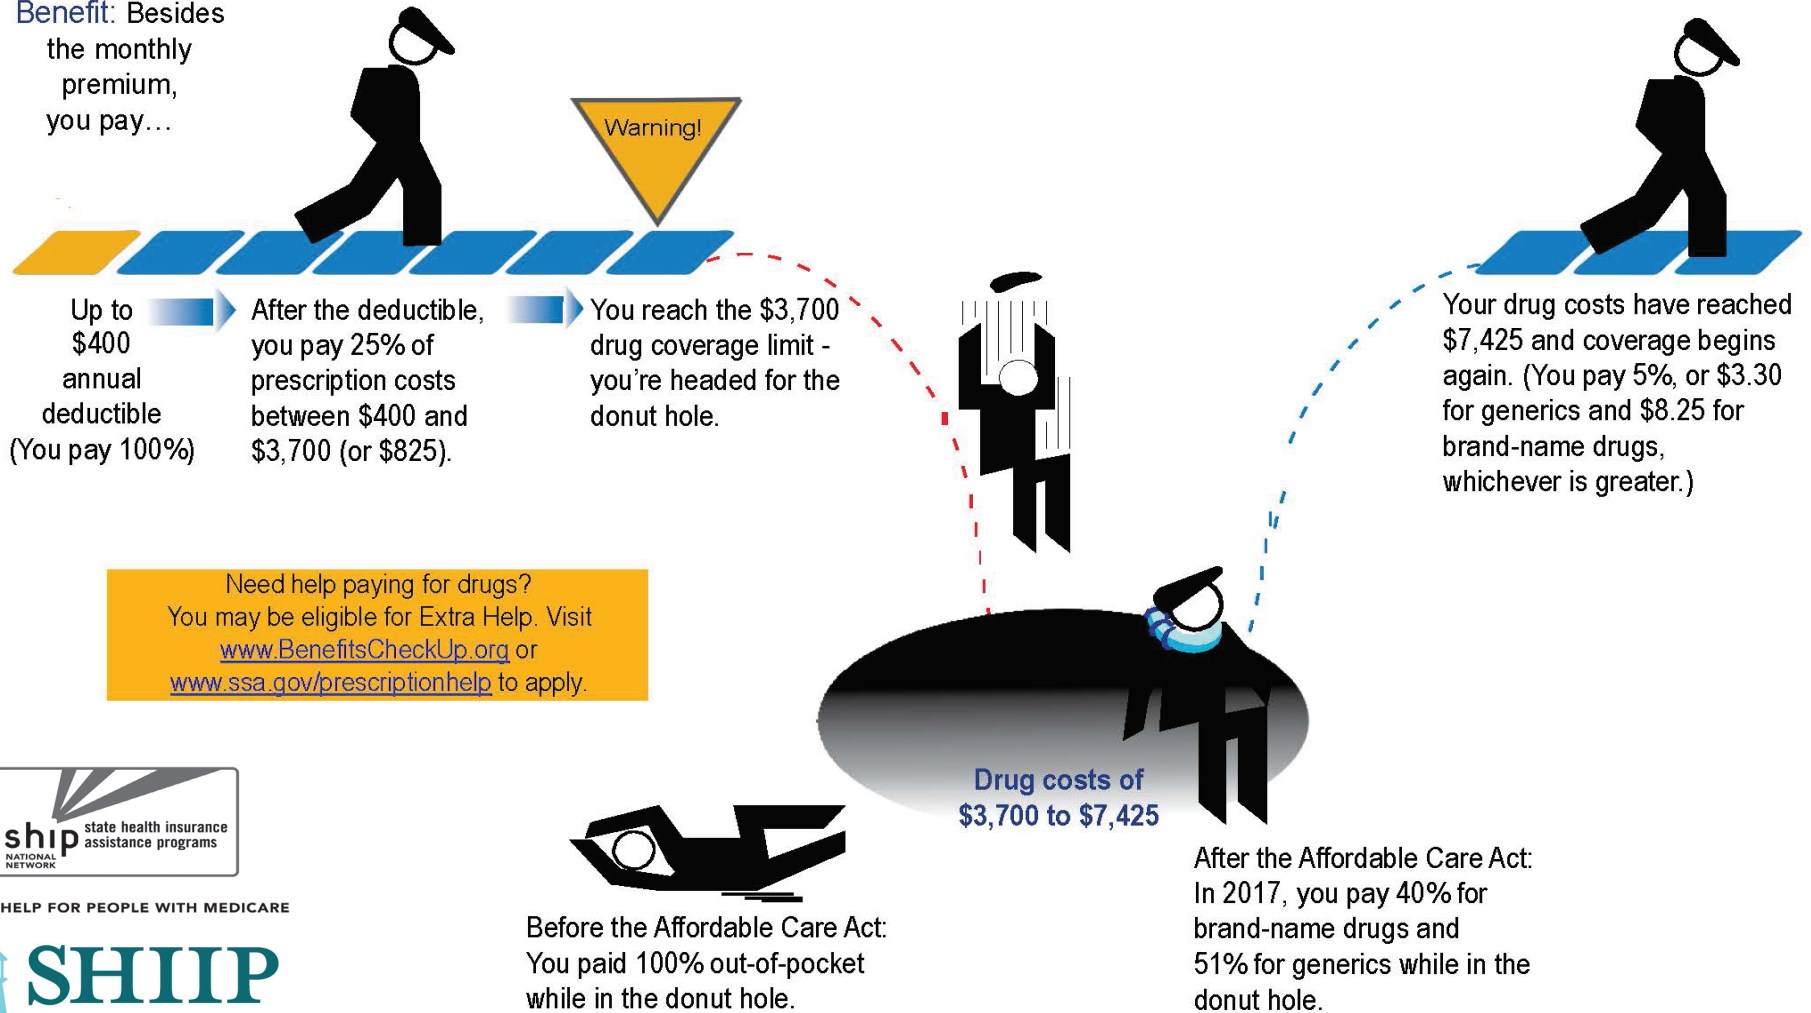 Benefit: Besides
the monthly
premium,
you pay…
Warning!
Up to
$400
annual
deductible
(You pay 100%)
After the deductible,
you pay 25% of
prescription costs
between $400 and
$3,700 (or $825).
You reach the $3,700
drug coverage limit -
you’re headed for the
donut hole.
Your drug costs have reached
$7,425 and coverage begins
again. (You pay 5%, or $3.30
for generics and $8.25 for
brand-name drugs,
whichever is greater.)
Need help paying for drugs?
You may be eligible for Extra Help. Visit
www.BenefitsCheckUp.org or
www.ssa.gov/prescriptionhelp to apply.
Drug costs of
$3,700 to $7,425
ship
NATIONAL
NETWORK
state health insurance
assistance programs
HELP FOR PEOPLE WITH MEDICARE
SHIIP
Before the Affordable Care Act:
You paid 100% out-of-pocket
while in the donut hole.
After the Affordable Care Act:
In 2017, you pay 40% for
brand-name drugs and
51% for generics while in the
donut hole.